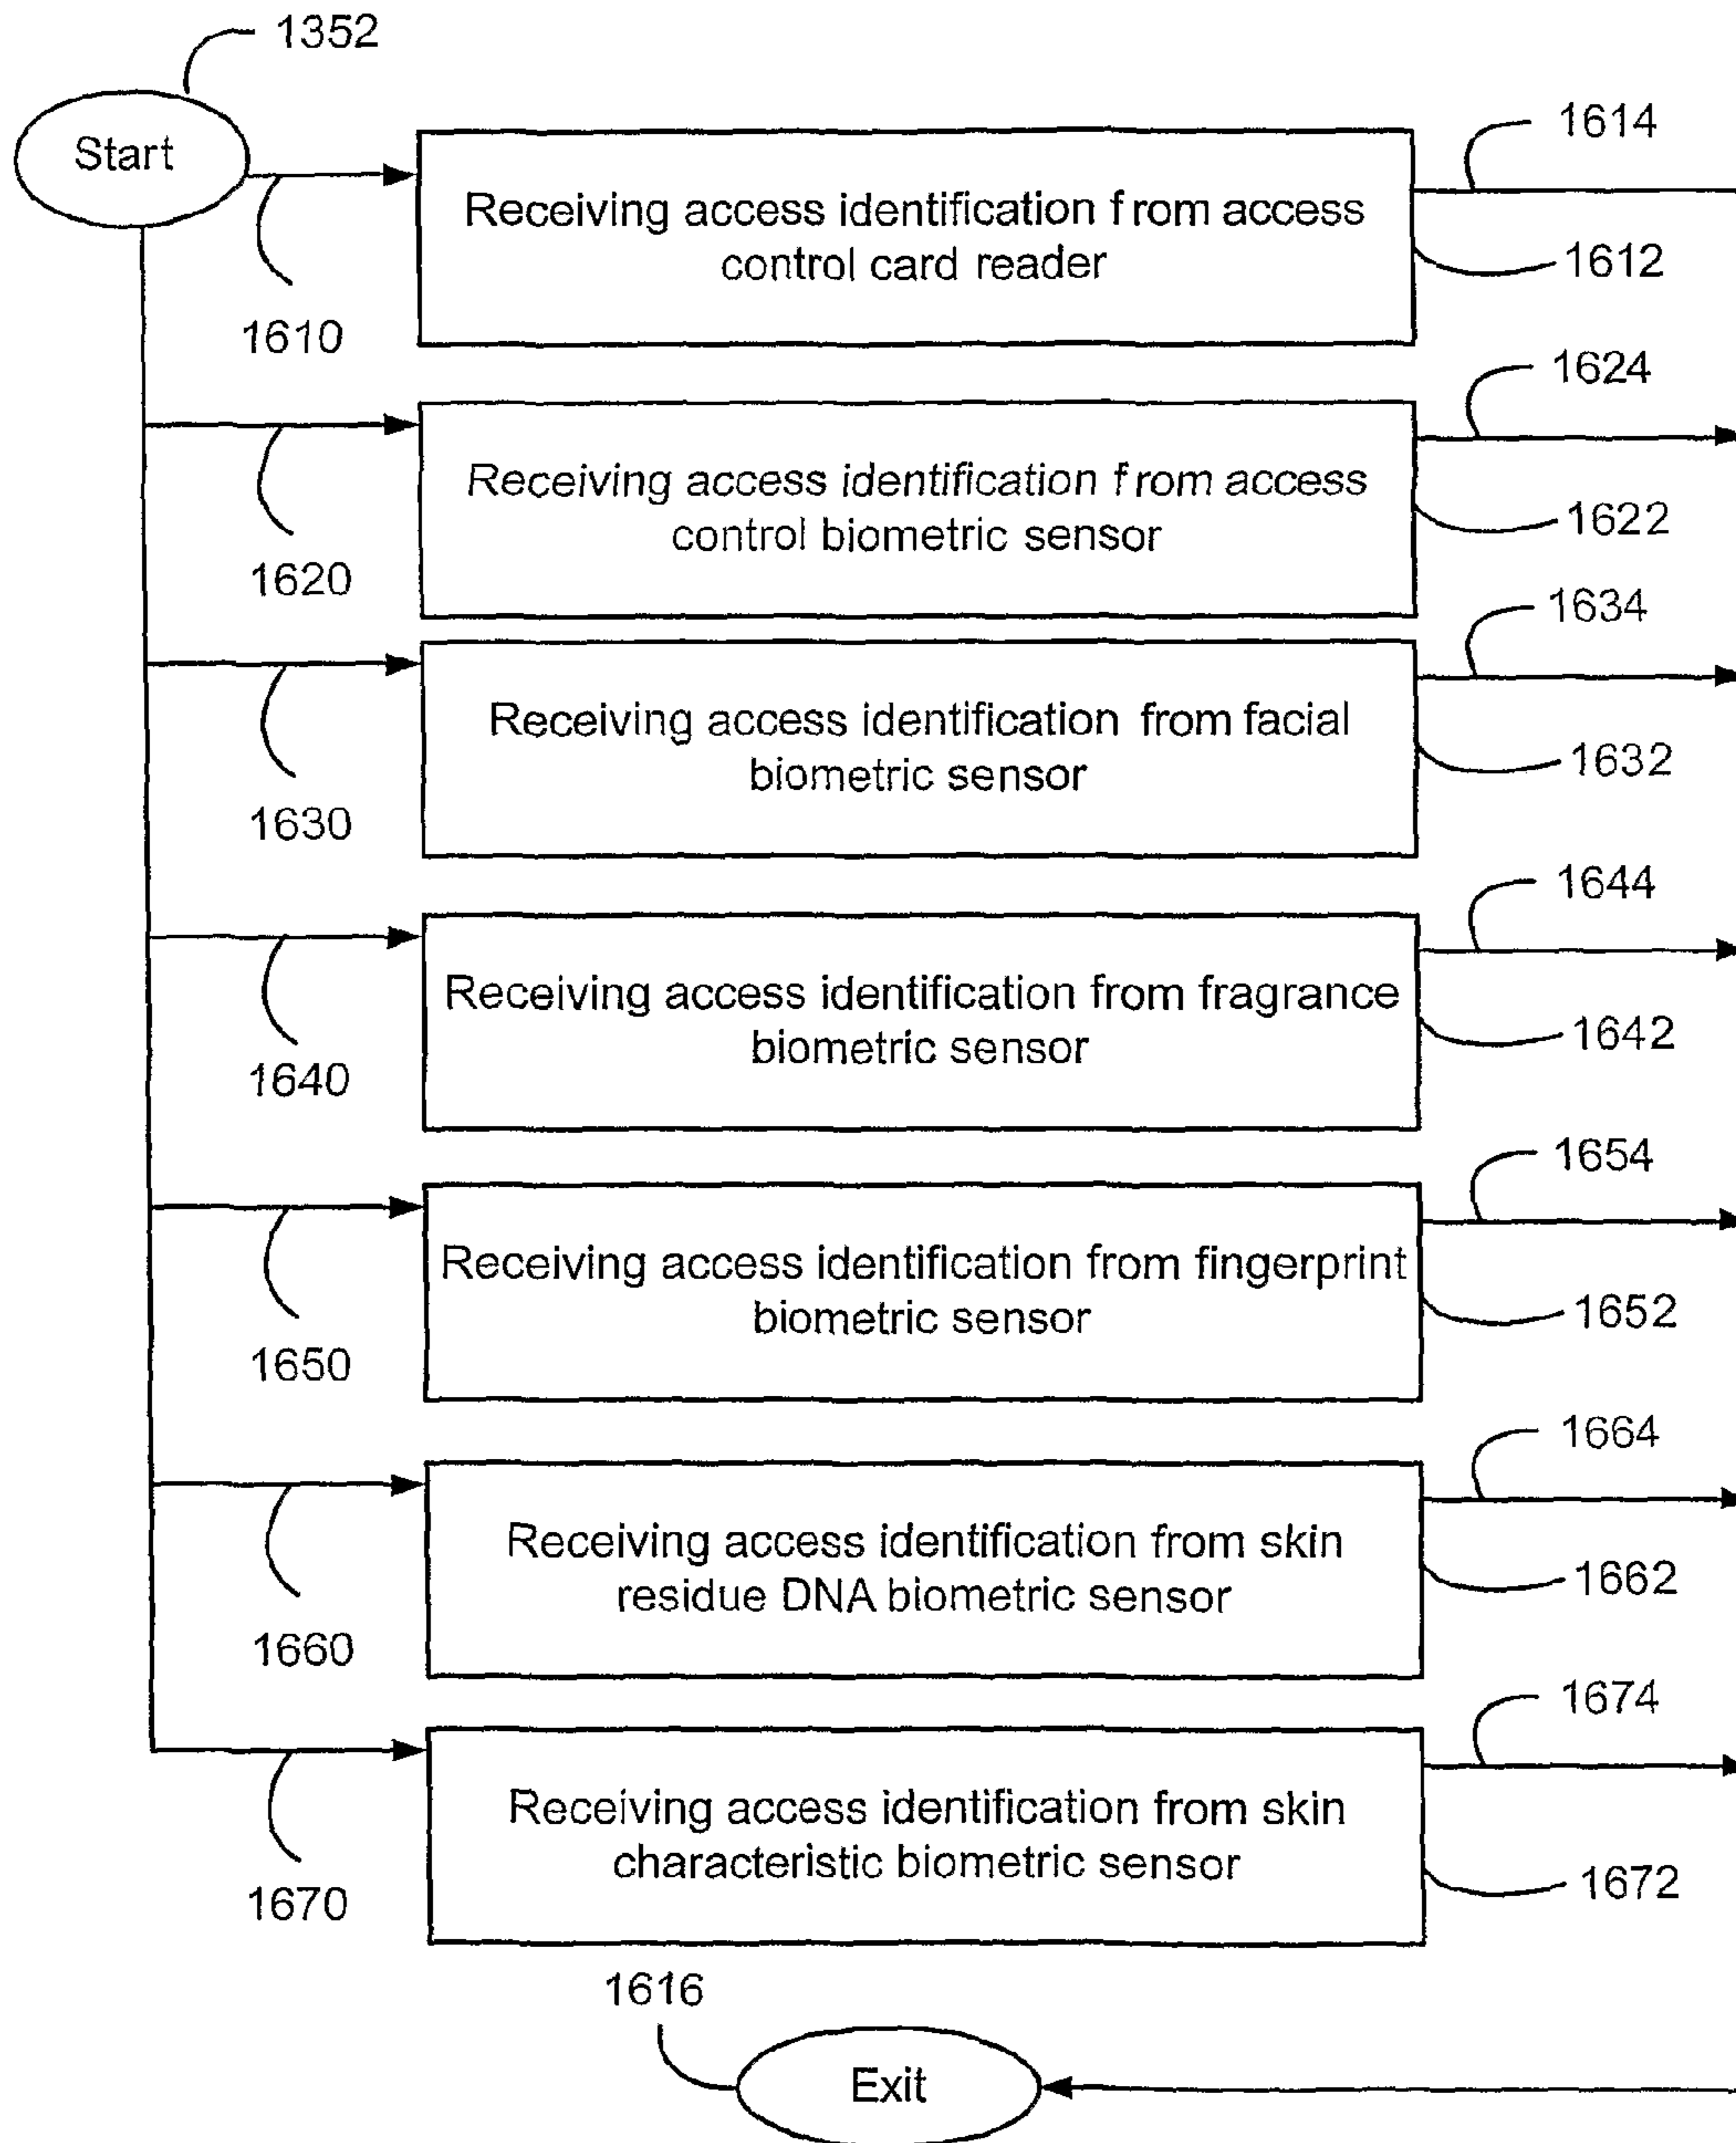 1352
Start
1614
Receiving access identification from access
control card reader
1612
1610
1624
Receiving access identification from access
control biometric sensor
1622
1620
1634
Receiving access identification from facial
biometric sensor
1632
1630
1644
Receiving access identification from fragrance
biometric sensor
1642
1640
1654
Receiving access identification from fingerprint
biometric sensor
1652
1650
1664
Receiving access identification from skin
residue DNA biometric sensor
1662
1660
1674
Receiving access identification from skin
characteristic biometric sensor
1672
1670
1616
Exit